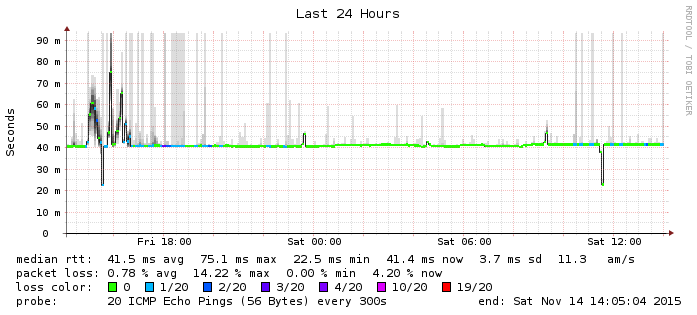 Last 24 Hours
RRDTOOL / TOBI OETIKER
Seconds
90 m
80 m
70 m
60 m
50 m
40 m
30 m
20 m
10 m
0
Fri 18:00 Sat 00:00 Sat 06:00 Sat 12:00
median rtt: 41.5 ms avg 75.1 ms max 22.5 ms min 41.4 ms now 3.7 ms sd 11.3 am/s
packet loss: 0.78 % avg 14.22 % max 0.00 % min 4.20 % now
loss color: 0 1/20 2/20 3/20 4/20 10/20 19/20
probe: 20 ICMP Echo Pings (56 Bytes) every 300s end: Sat Nov 14 14:05:04 2015